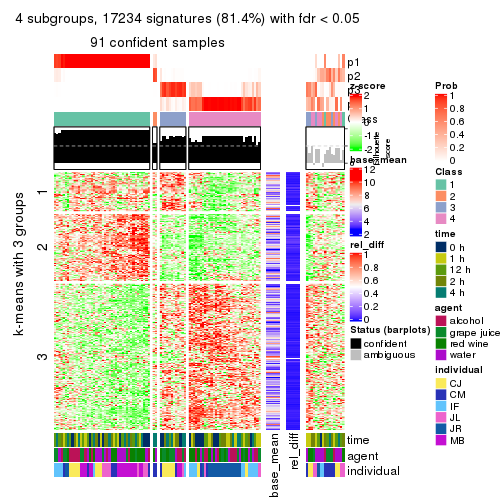 4 subgroups, 17234 signatures (81.4%) with fdr < 0.05
91 confident samples
p1
p2
p3
z-score
2
1
0
-2
Silhouette
score
base_mean
12
10
8
6
4
2
rel_diff
1
0.8
0.6
0.4
0.2
0
Status (barplots)
confident
ambiguous
Prob
1
0.8
0.6
0.4
0.2
0
Class
1
2
3
4
time
0 h
1 h
12 h
2 h
4 h
agent
alcohol
grape juice
red wine
water
individual
CJ
CM
IF
JL
JR
MB
k-means with 3 groups
1
2
3
time
agent
individual
base_mean
rel_diff